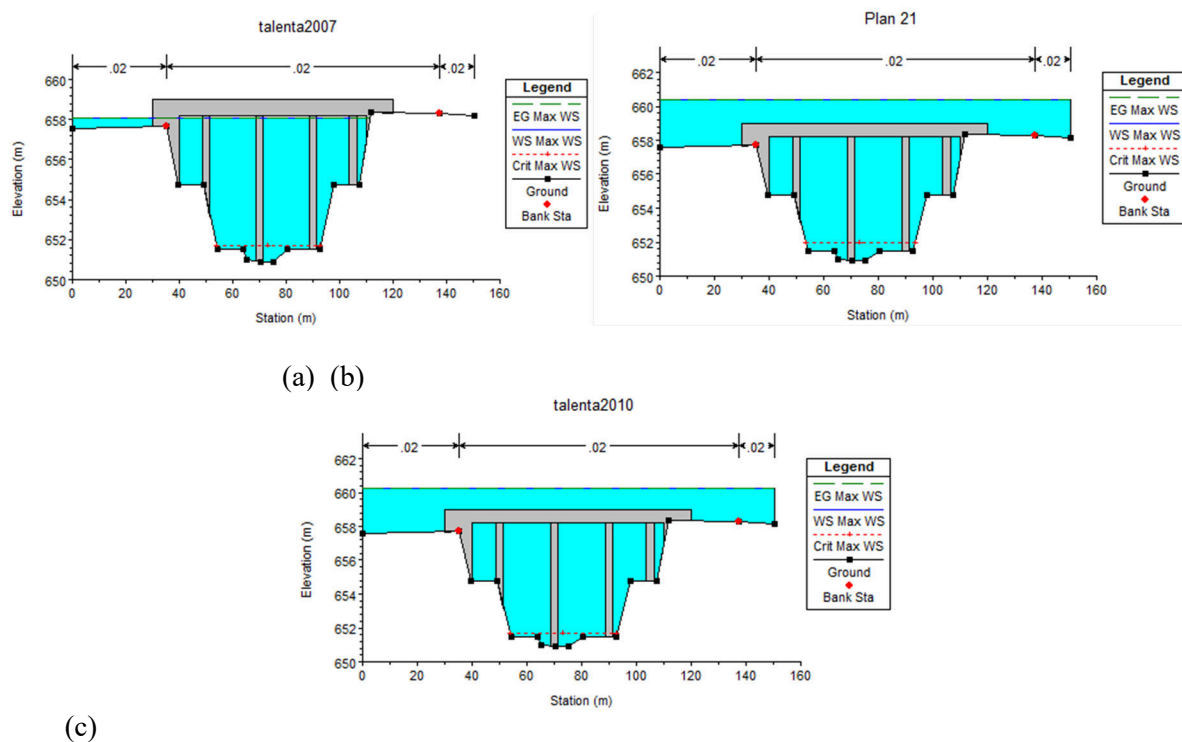 talenta2007
.02 .02 .02
660
658
656
654
652
650
Elevation (m)
0 20 40 60 80 100 120 140 160
Station (m)
Legend
EG Max WS
WS Max WS
Crit Max WS
Ground
Bank Sta
Plan 21
.02 .02 .02
662
660
658
656
654
652
650
Elevation (m)
0 20 40 60 80 100 120 140 160
Station (m)
Legend
EG Max WS
WS Max WS
Crit Max WS
Ground
Bank Sta
(a) (b)
talenta2010
.02 .02 .02
662
660
658
656
654
652
650
Elevation (m)
0 20 40 60 80 100 120 140 160
Station (m)
Legend
EG Max WS
WS Max WS
Crit Max WS
Ground
Bank Sta
(c)